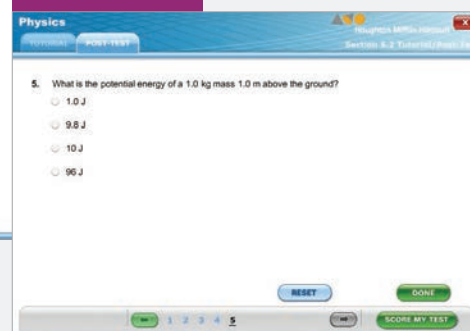 Physics
Houghton Mifflin Harcourt
X
TUTORIAL POST-TEST
5. What is the potential energy of a 1.0 kg mass 1.0 m above the ground?
1.0 J
9.8 J
10 J
96 J
RESET DONE
1 2 3 4 5 SCORE MY TEST